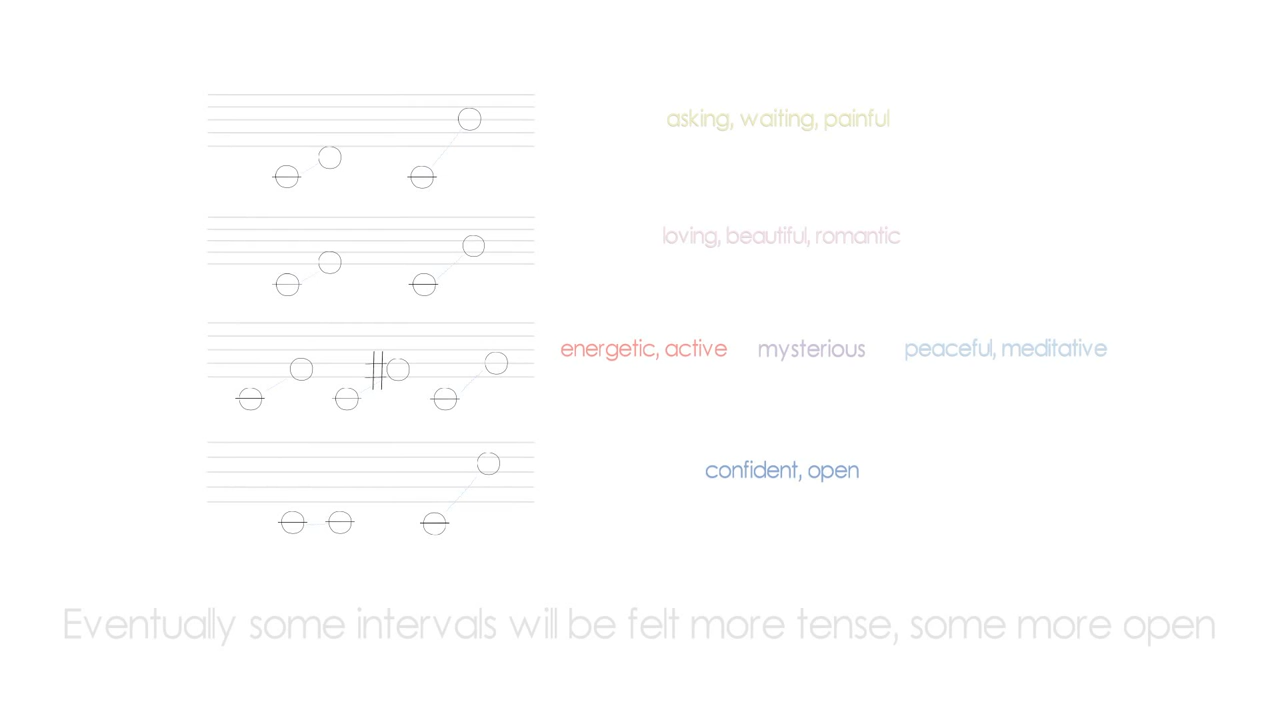 asking, waiting, painful
loving, beautiful, romantic
energetic, active mysterious peaceful, meditative
confident, open
Eventually some intervals will be felt more tense, some more open